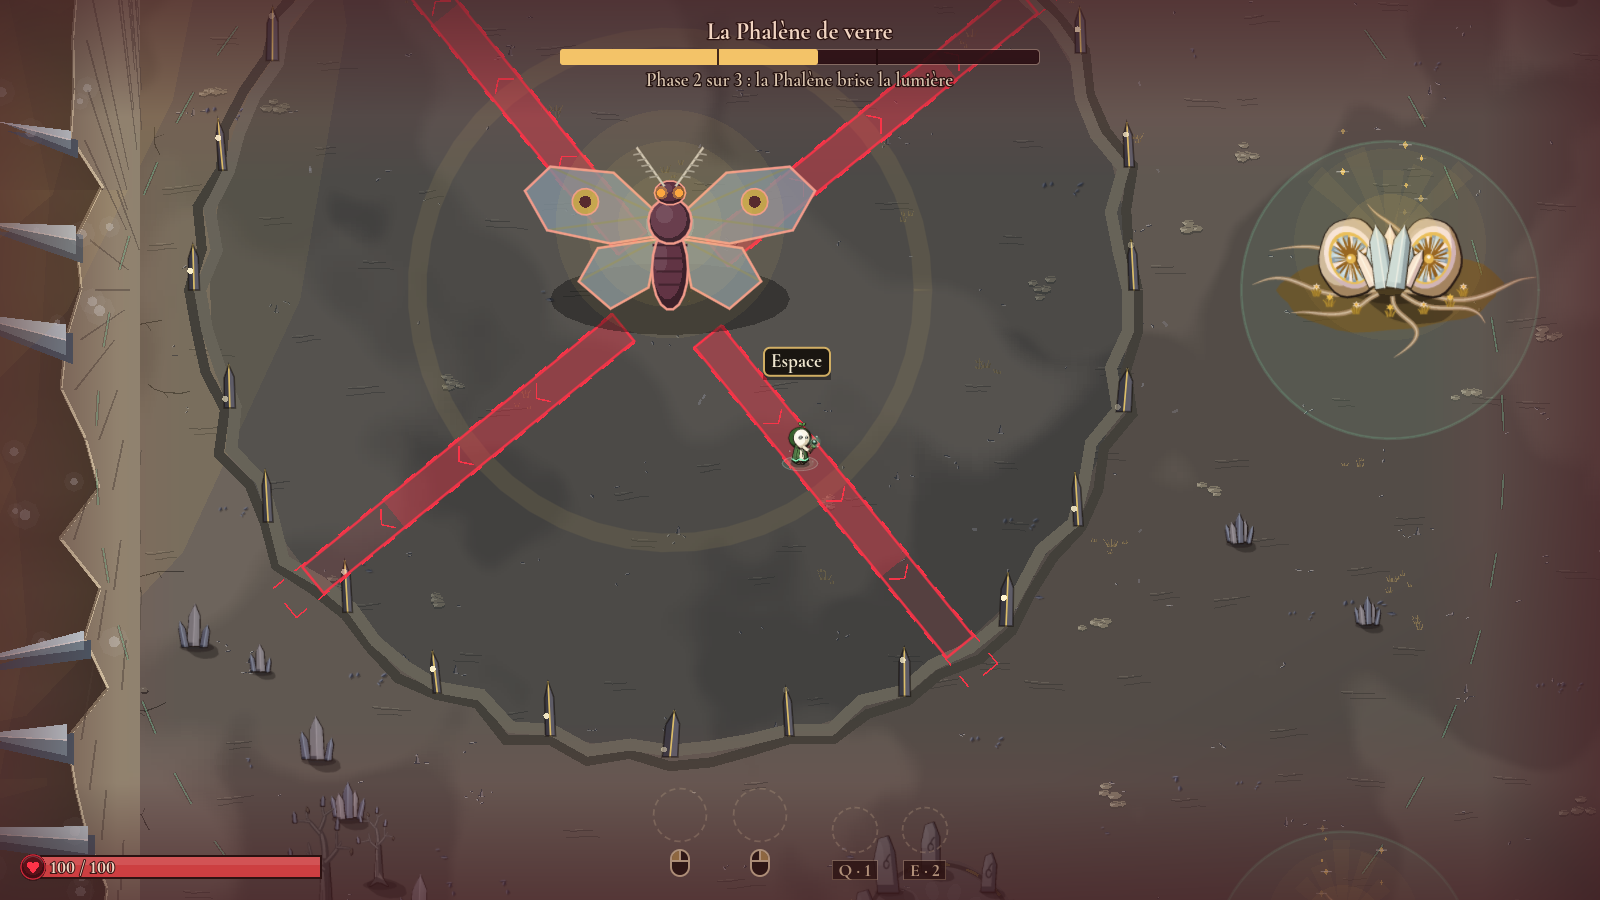 La Phalène de verre
Phase 2 sur 3 : la Phalène brise la lumière
Espace
100 / 100
Q · 1
E · 2